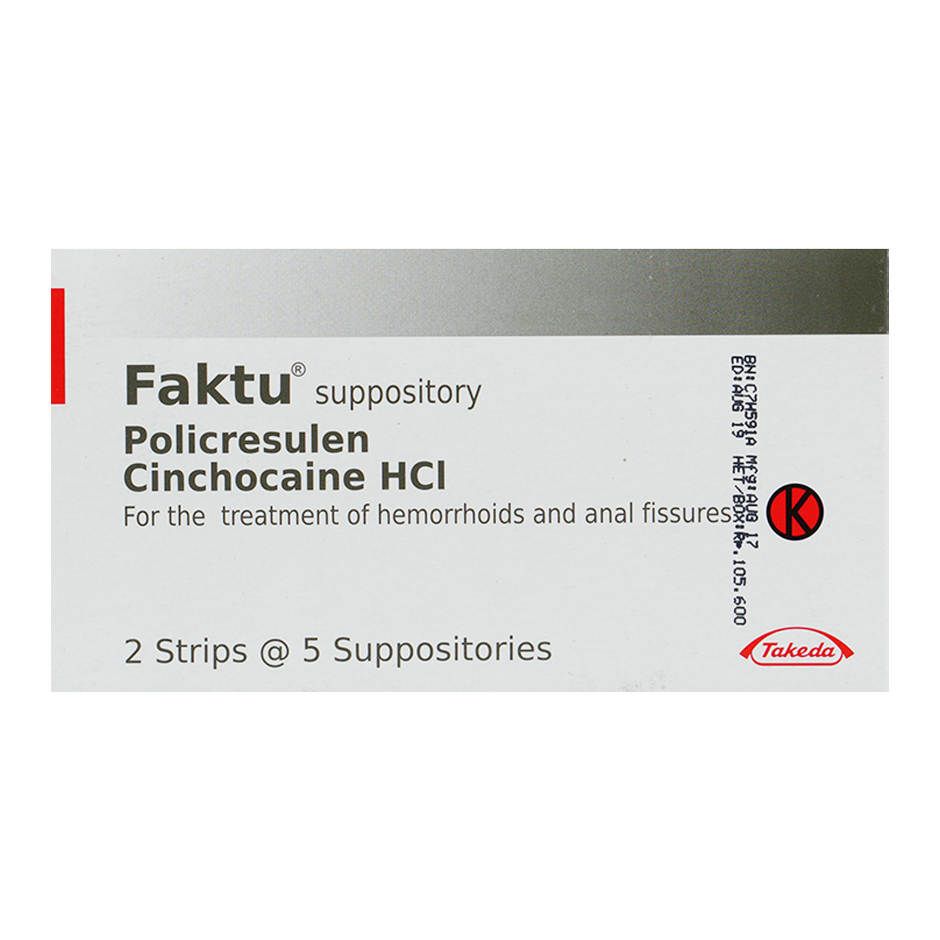 Faktu® suppository
Policresulen
Cinchocaine HCl
For the treatment of hemorrhoids and anal fissures
2 Strips @ 5 Suppositories
BN:C7H591A MFG:AUG 17
ED:AUG 19 HET/BOX:Rp.105.600
K
Takeda